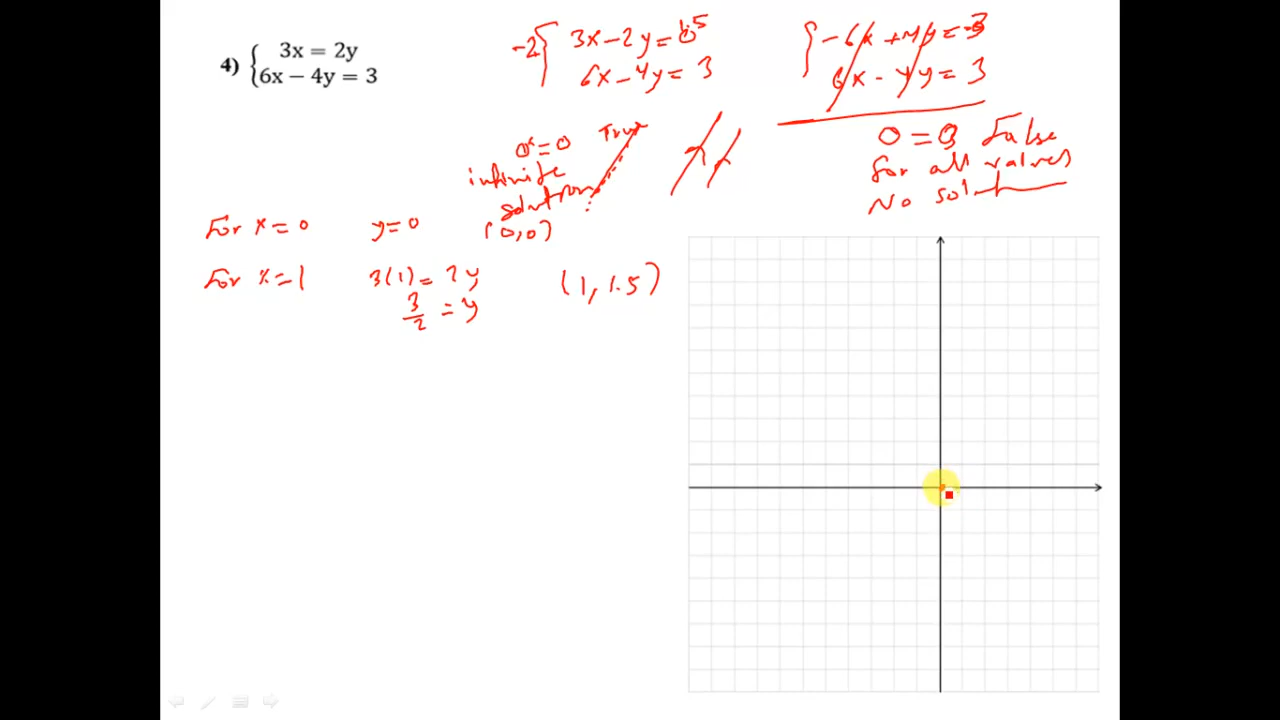 4) { 3x = 2y
6x − 4y = 3
-2 { 3x - 2y = 0
6x - 4y = 3
{ -6x + 4y =
6x - 4y = 3
0 = 3 False
for all values
No sol
0 = 0 True
infinite
solution
For x = 0 y = 0 (0,0)
For x = 1 3(1) = 2y (1, 1.5)
3/2 = y